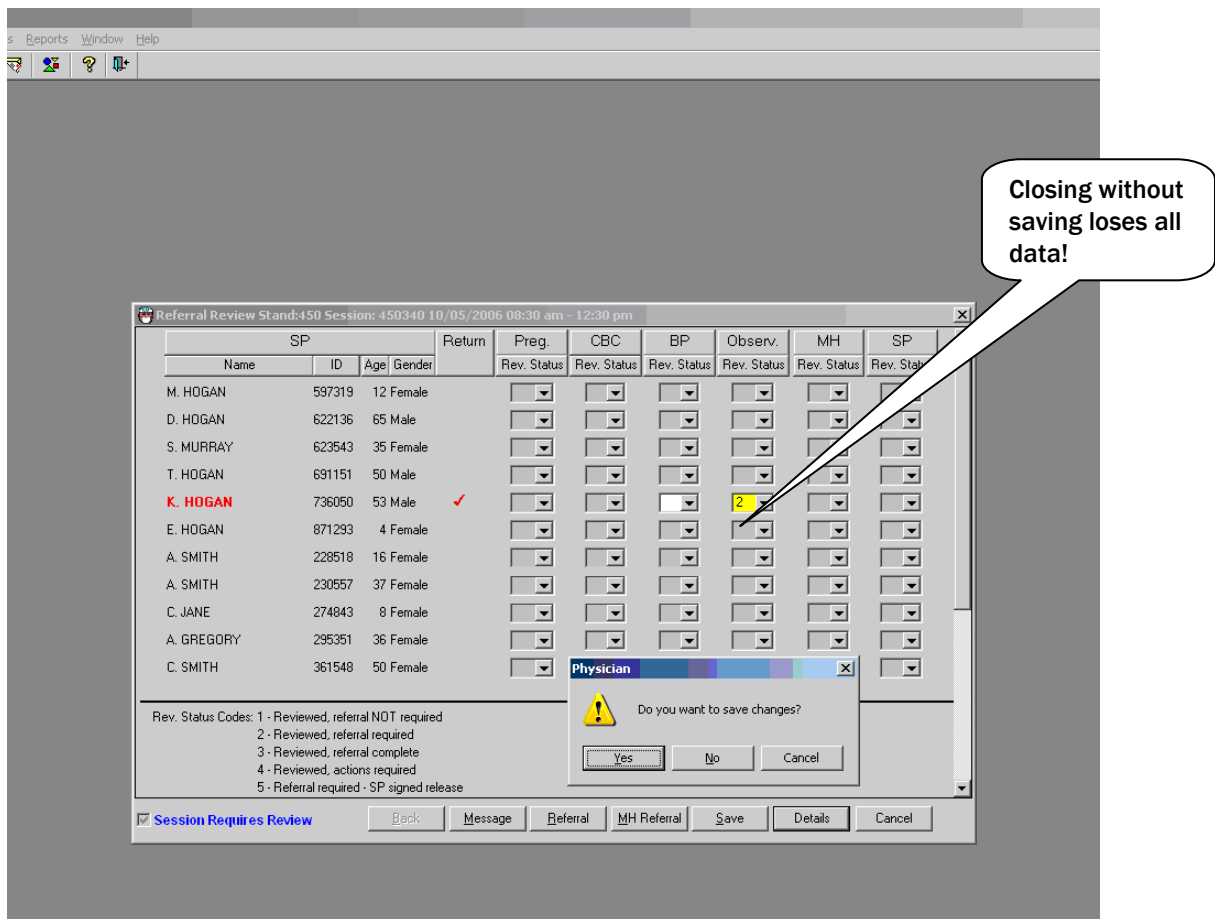 s Reports Window Help
Closing without
saving loses all
data!
Referral Review Stand:450 Session: 450340 10/05/2006 08:30 am - 12:30 pm
SP Return Preg. CBC BP Observ. MH SP
Name ID Age Gender Rev. Status Rev. Status Rev. Status Rev. Status Rev. Status Rev. Status
M. HOGAN 597319 12 Female
D. HOGAN 622136 65 Male
S. MURRAY 623543 35 Female
T. HOGAN 691151 50 Male
K. HOGAN 736050 53 Male ✓ 2
E. HOGAN 871293 4 Female
A. SMITH 228518 16 Female
A. SMITH 230557 37 Female
C. JANE 274843 8 Female
A. GREGORY 295351 36 Female
C. SMITH 361548 50 Female
Physician
Do you want to save changes?
Yes No Cancel
Rev. Status Codes: 1 - Reviewed, referral NOT required
2 - Reviewed, referral required
3 - Reviewed, referral complete
4 - Reviewed, actions required
5 - Referral required - SP signed release
Session Requires Review Back Message Referral MH Referral Save Details Cancel